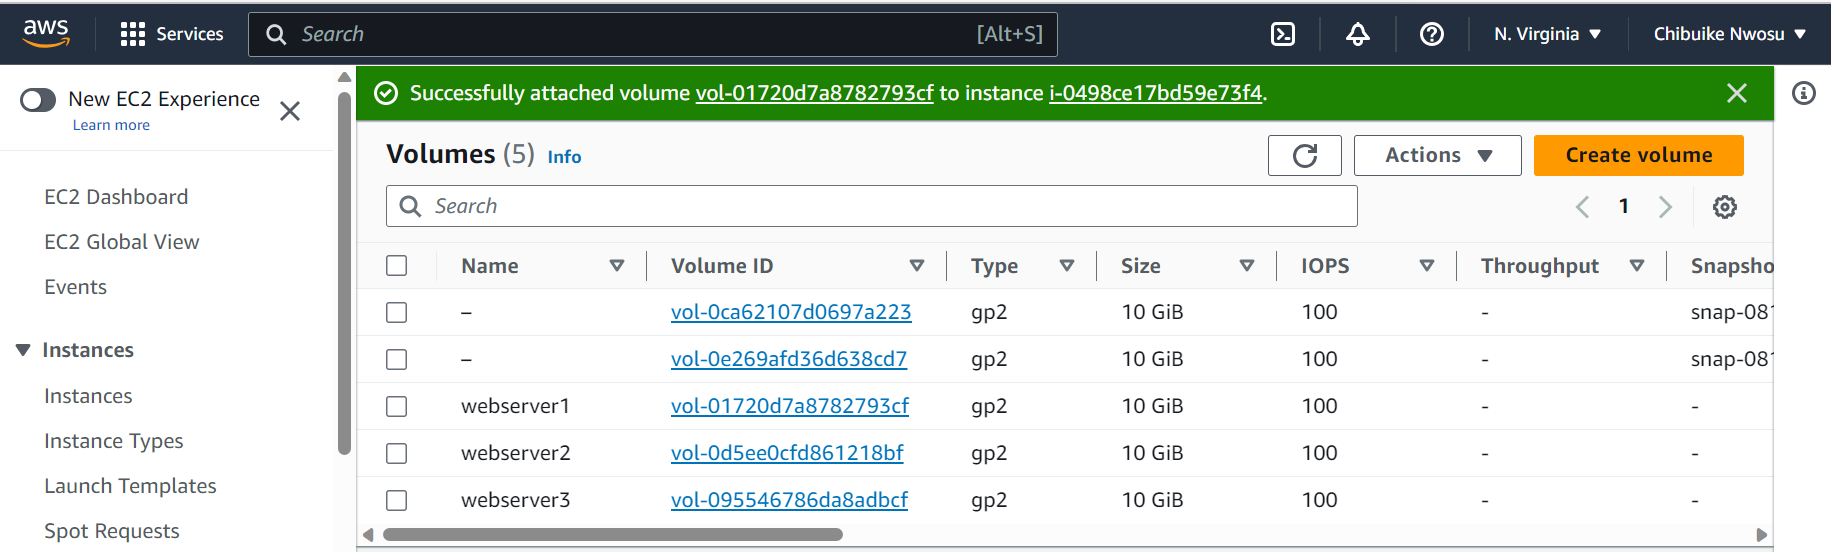 aws Services Search [Alt+S] N. Virginia Chibuike Nwosu
New EC2 Experience
Learn more
EC2 Dashboard
EC2 Global View
Events
Instances
Instances
Instance Types
Launch Templates
Spot Requests
Successfully attached volume vol-01720d7a8782793cf to instance i-0498ce17bd59e73f4.
Volumes (5) Info Actions Create volume
Search 1
Name Volume ID Type Size IOPS Throughput Snapsho
– vol-0ca62107d0697a223 gp2 10 GiB 100 - snap-081
– vol-0e269afd36d638cd7 gp2 10 GiB 100 - snap-081
webserver1 vol-01720d7a8782793cf gp2 10 GiB 100 - -
webserver2 vol-0d5ee0cfd861218bf gp2 10 GiB 100 - -
webserver3 vol-095546786da8adbcf gp2 10 GiB 100 - -